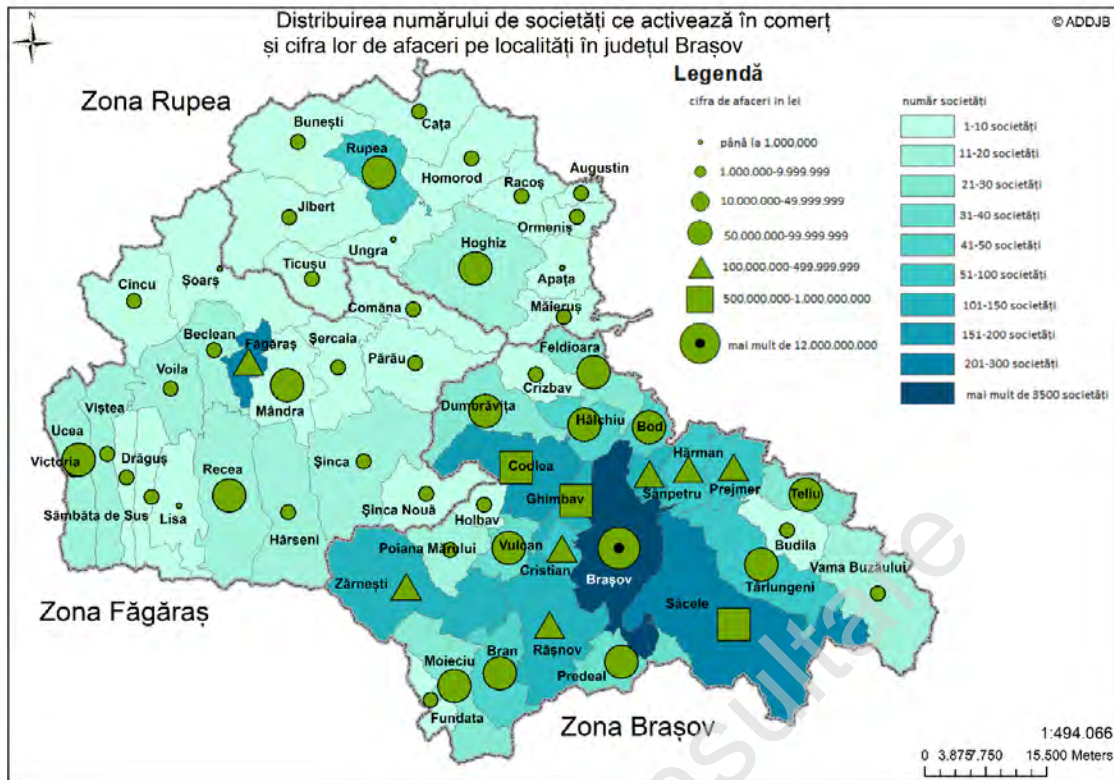 Distribuirea numărului de societăți ce activează în comerț
și cifra lor de afaceri pe localități în județul Brașov
© ADDJB
N
Legendă
cifra de afaceri in lei
până la 1.000.000
1.000.000-9.999.999
10.000.000-49.999.999
50.000.000-99.999.999
100.000.000-499.999.999
500.000.000-1.000.000.000
mai mult de 12.000.000.000
număr societăți
1-10 societăți
11-20 societăți
21-30 societăți
31-40 societăți
41-50 societăți
51-100 societăți
101-150 societăți
151-200 societăți
201-300 societăți
mai mult de 3500 societăți
Zona Rupea
Bunești
Cața
Rupea
Homorod
Augustin
Racoș
Jibert
Ormeniș
Ungra
Hoghiz
Ticușu
Apața
Șoarș
Cincu
Comăna
Măieruș
Beclean
Făgăraș
Șercaia
Părău
Feldioara
Voila
Crizbav
Mândra
Viștea
Dumbrăvița
Hălchiu
Bod
Ucea
Victoria
Drăguș
Recea
Șinca
Codlea
Hărman
Sânpetru
Prejmer
Ghimbav
Teliu
Sâmbăta de Sus
Lisa
Șinca Nouă
Holbav
Hârseni
Budila
Poiana Mărului
Vulcan
Cristian
Brașov
Vama Buzăului
Zărnești
Tărlungeni
Săcele
Zona Făgăraș
Râșnov
Moieciu
Bran
Predeal
Fundata
Zona Brașov
1:494.066
0 3.8757.750 15.500 Meters